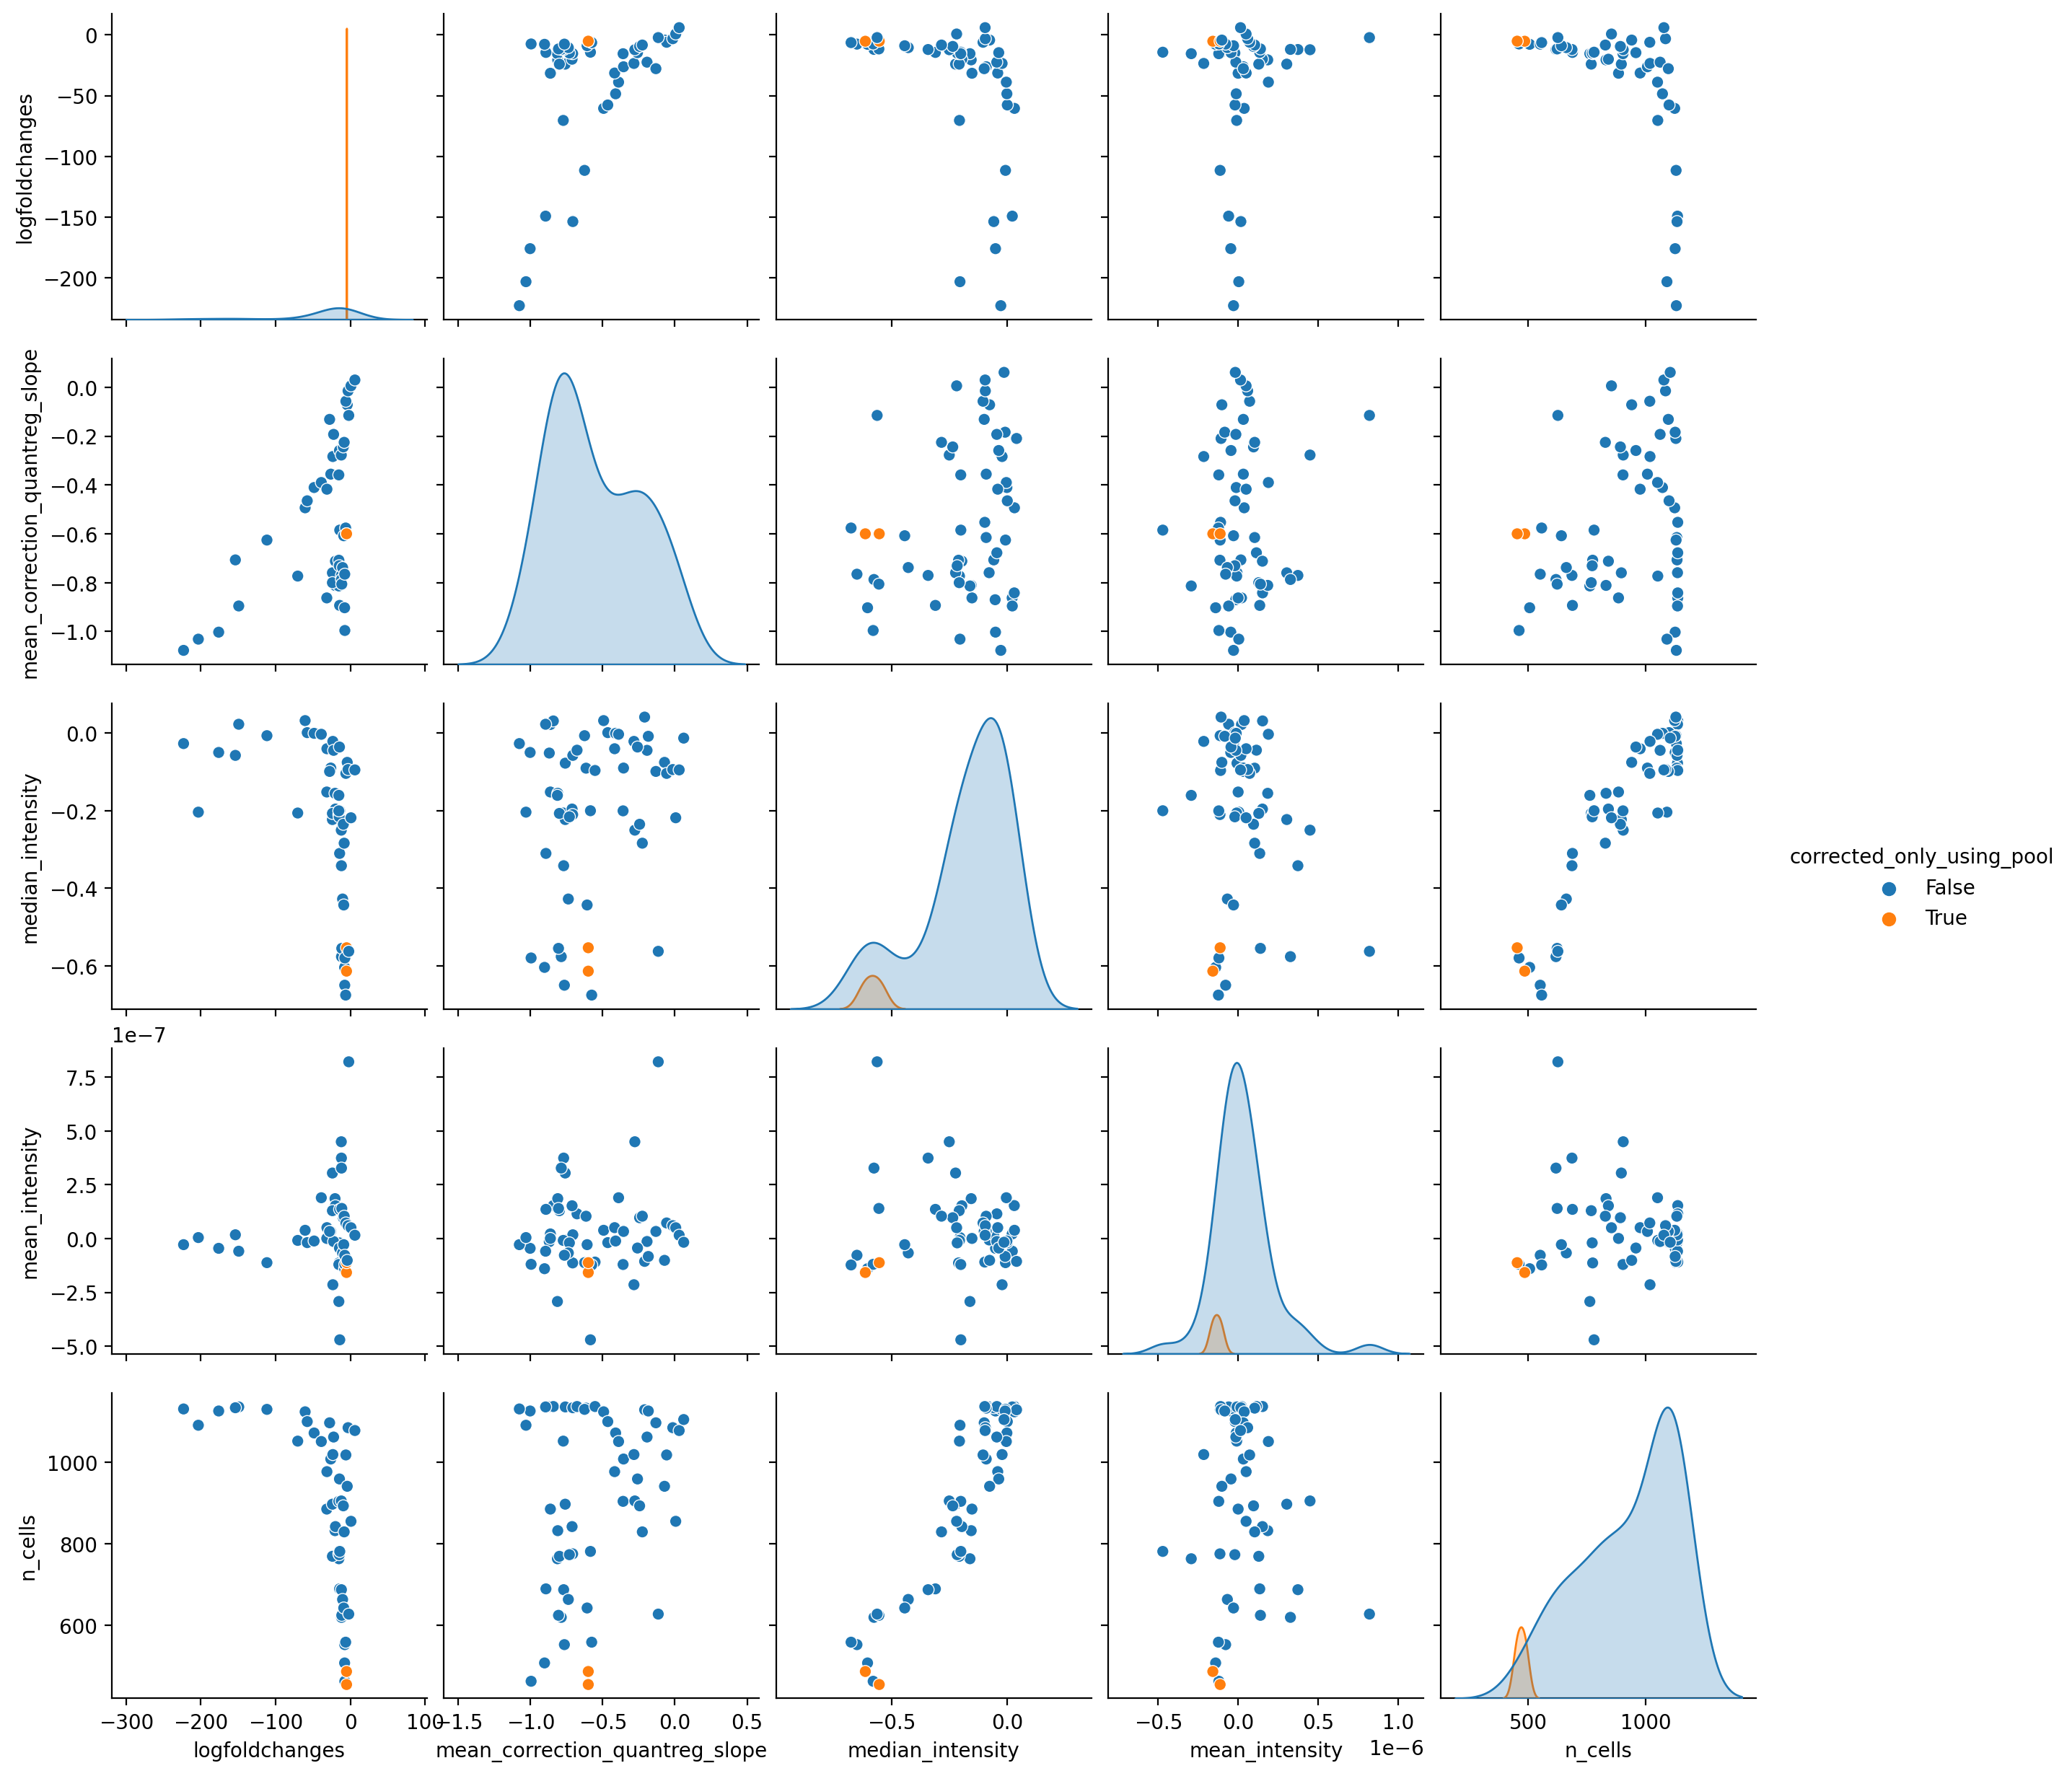 0
−50
−100
−150
−200
logfoldchanges
0.0
−0.2
−0.4
−0.6
−0.8
−1.0
mean_correction_quantreg_slope
0.0
−0.2
−0.4
−0.6
median_intensity
corrected_only_using_pool
False
True
1e−7
7.5
5.0
2.5
0.0
−2.5
−5.0
mean_intensity
1000
800
600
n_cells
−300 −200 −100 0 100
logfoldchanges
−1.5 −1.0 −0.5 0.0 0.5
mean_correction_quantreg_slope
−0.5 0.0
median_intensity
−0.5 0.0 0.5 1.0
mean_intensity 1e−6
500 1000
n_cells